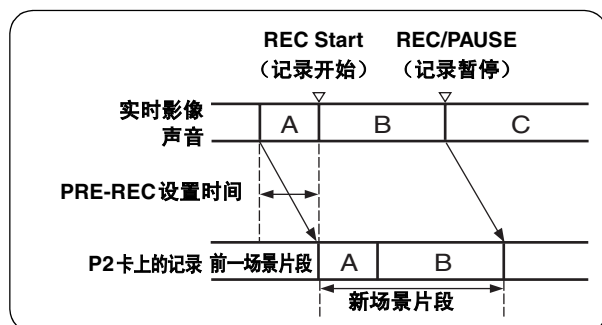 REC Start REC/PAUSE
（记录开始） （记录暂停）
实时影像
声音
A B C
PRE-REC设置时间
P2卡上的记录 前一场景片段 A B
新场景片段